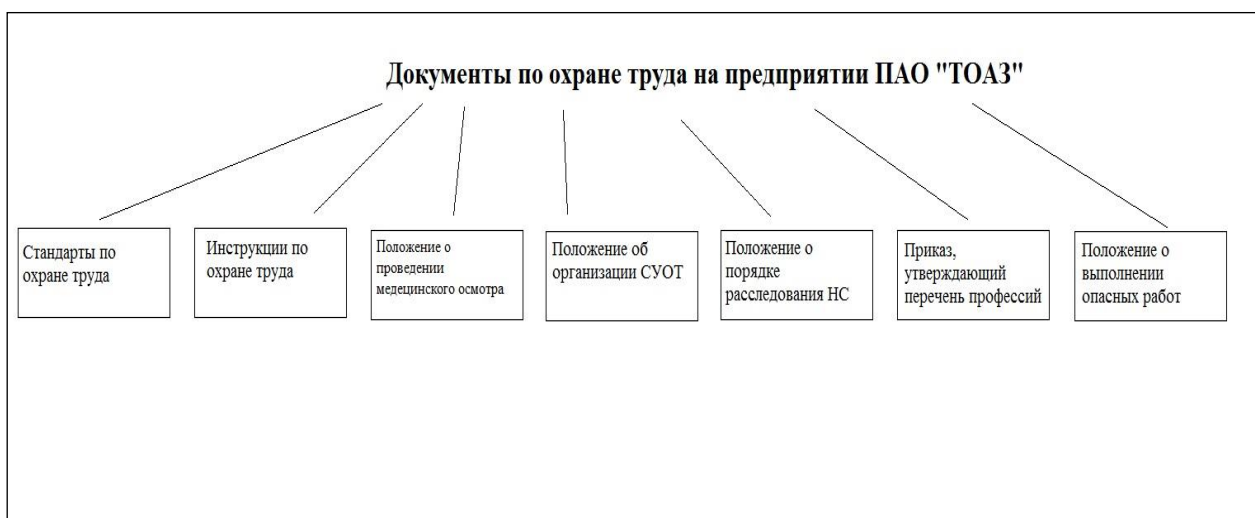 Документы по охране труда на предприятии ПАО "ТОАЗ"
Стандарты по
охране труда
Инструкции по
охране труда
Положение о
проведении
медецинского осмотра
Положение об
организации СУОТ
Положение о
порядке
расследования НС
Приказ,
утверждающий
перечень профессий
Положение о
выполнении
опасных работ